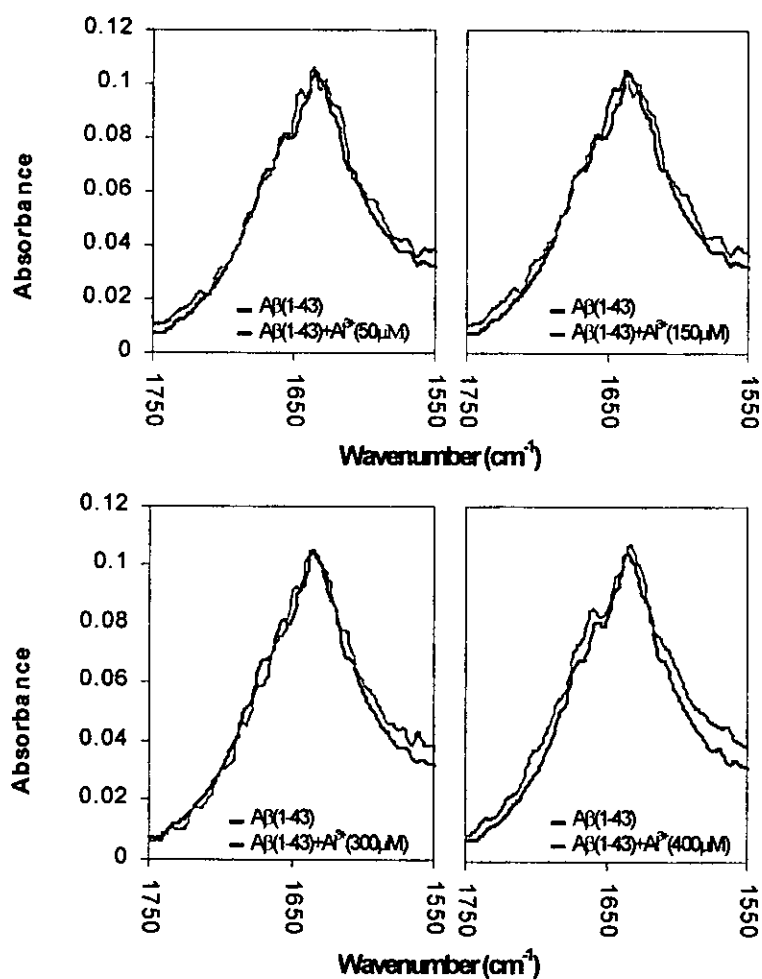 0.12
0.1
0.08
0.06
0.04
0.02
0
Absorbance
Aβ(1-43)
Aβ(1-43)+Al³⁺(50μM)
Aβ(1-43)
Aβ(1-43)+Al³⁺(150μM)
1750
1650
1550
1750
1650
1550
Wavenumber (cm⁻¹)
0.12
0.1
0.08
0.06
0.04
0.02
0
Absorbance
Aβ(1-43)
Aβ(1-43)+Al³⁺(300μM)
Aβ(1-43)
Aβ(1-43)+Al³⁺(400μM)
1750
1650
1550
1750
1650
1550
Wavenumber (cm⁻¹)